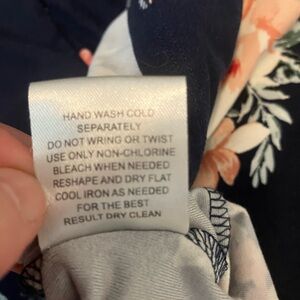 HAND WASH COLD
SEPARATELY
DO NOT WRING OR TWIST
USE ONLY NON-CHLORINE
BLEACH WHEN NEEDED
RESHAPE AND DRY FLAT
COOL IRON AS NEEDED
FOR THE BEST
RESULT DRY CLEAN